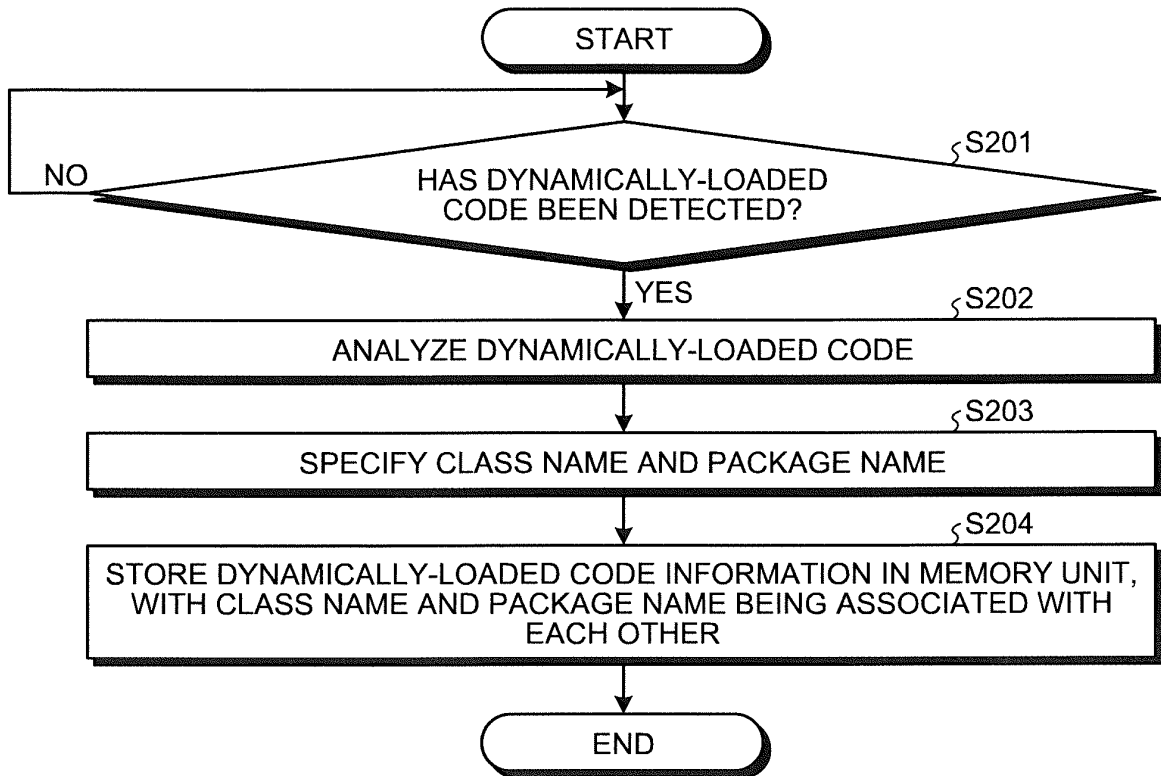 START
S201
NO
HAS DYNAMICALLY-LOADED
CODE BEEN DETECTED?
YES
S202
ANALYZE DYNAMICALLY-LOADED CODE
S203
SPECIFY CLASS NAME AND PACKAGE NAME
S204
STORE DYNAMICALLY-LOADED CODE INFORMATION IN MEMORY UNIT,
WITH CLASS NAME AND PACKAGE NAME BEING ASSOCIATED WITH
EACH OTHER
END